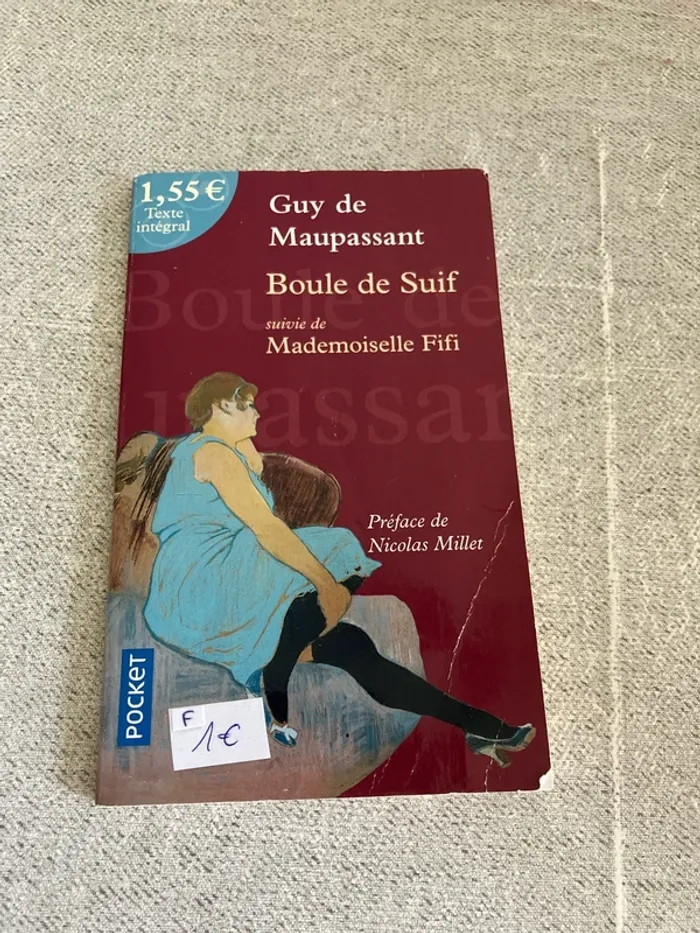 1,55 €
Texte
intégral
Guy de
Maupassant
Boule de Suif
suivie de
Mademoiselle Fifi
Boule de
upassant
Préface de
Nicolas Millet
POCKET
F
1€